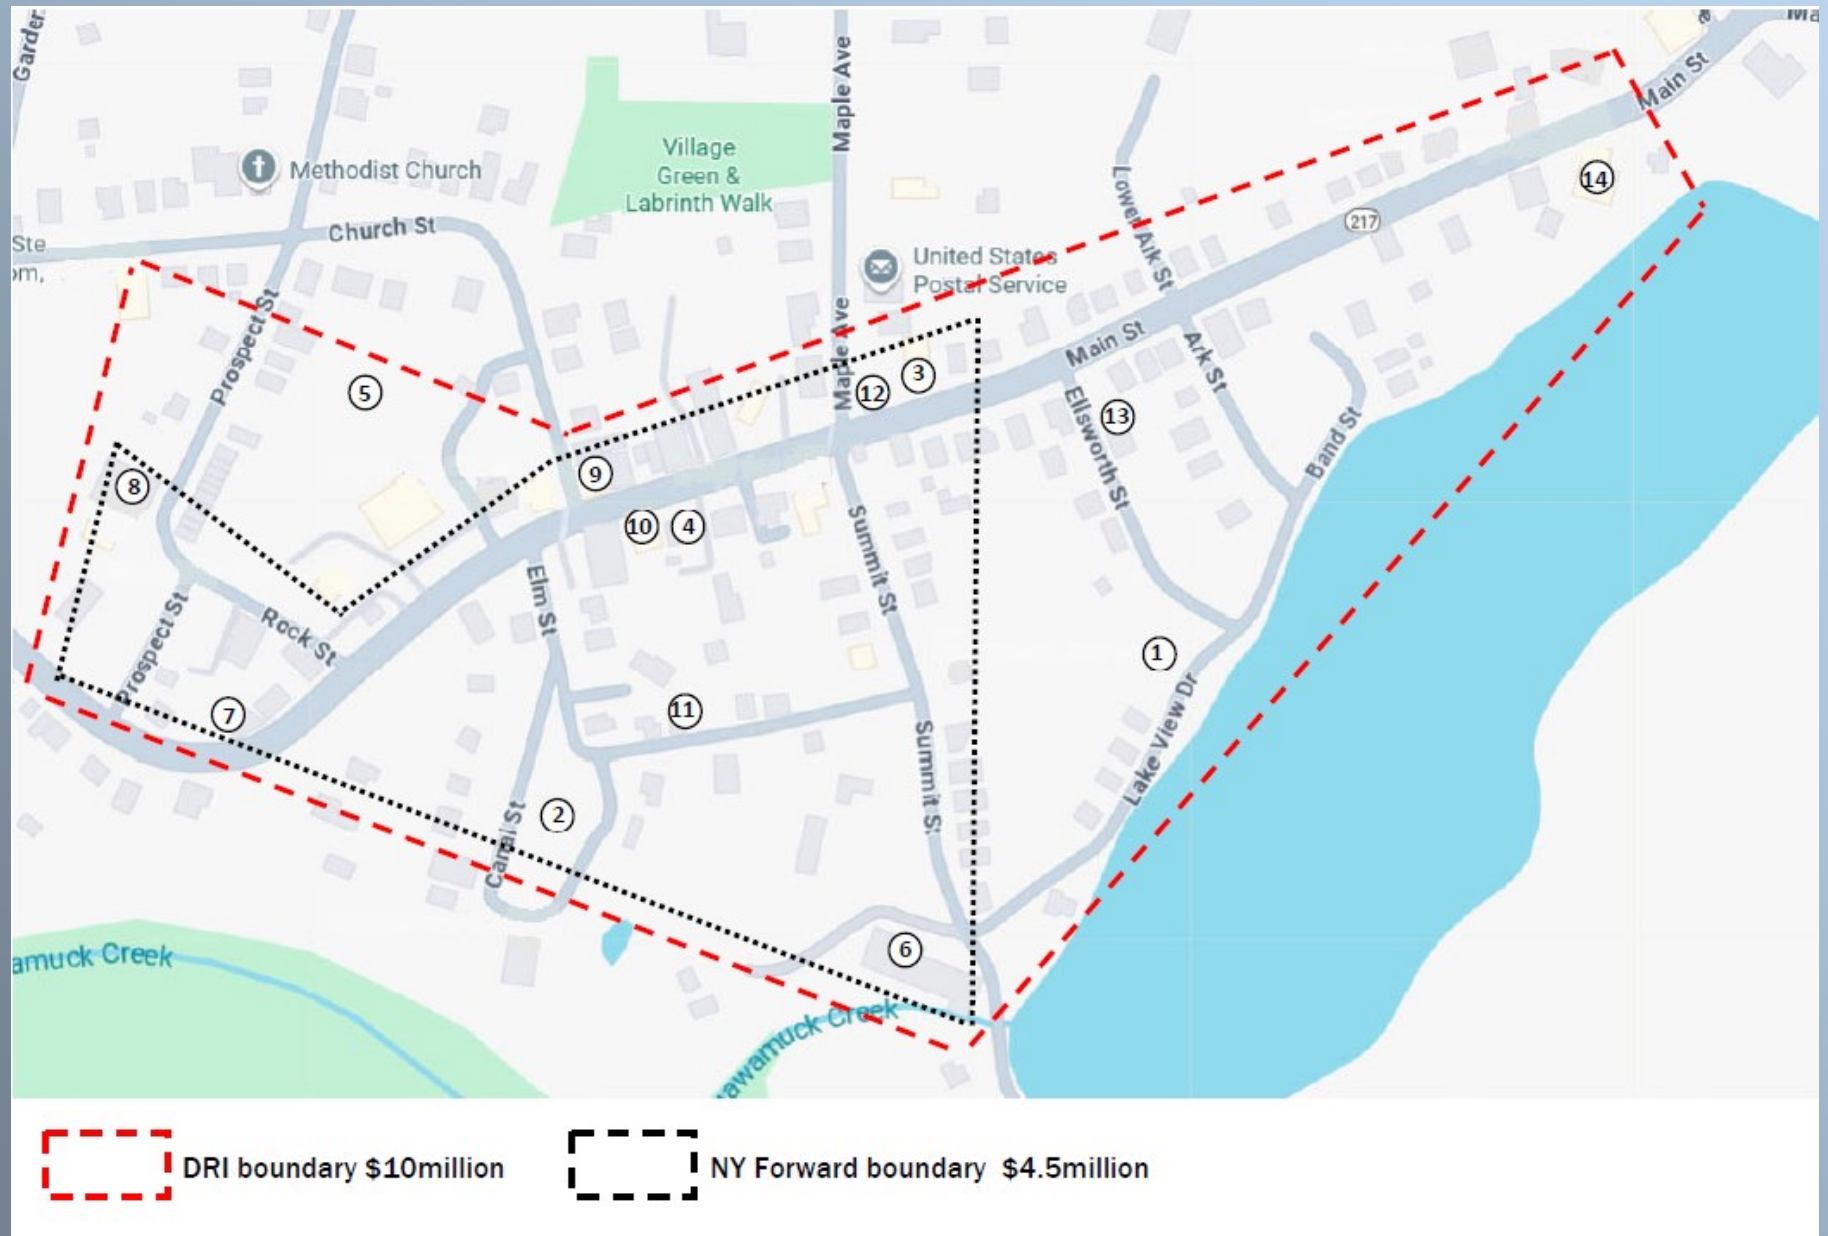 Garden
Maple Ave
Main St
Village
Green &
Labrinth Walk
Methodist Church
Lower Ark St
14
217
Church St
Ste
om,
United States
Postal Service
Prospect St
Maple Ave
Main St
Ark St
5
12
3
Ellsworth St
13
Band St
8
9
10
4
Summit St
Elm St
Rock St
Prospect St
1
7
11
Lake View Dr
Summit St
2
Canal St
6
amuck Creek
awamuck Creek
DRI boundary $10million
NY Forward boundary $4.5million